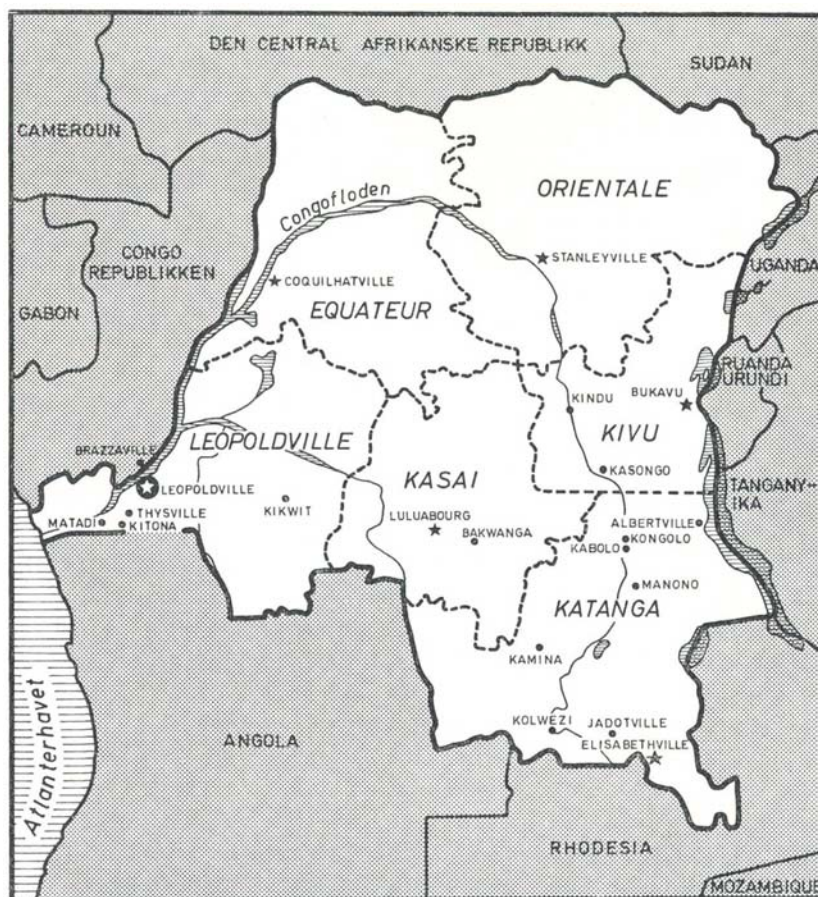 DEN CENTRAL AFRIKANSKE REPUBLIKK
SUDAN
CAMEROUN
ORIENTALE
Congofloden
CONGO
REPUBLIKKEN
STANLEYVILLE
UGANDA
COQUILHATVILLE
GABON
EQUATEUR
RUANDA
URUNDI
BUKAVU
KINDU
KIVU
LEOPOLDVILLE
BRAZZAVILLE
KASAI
KASONGO
LEOPOLDVILLE
TANGANY-
IKA
KIKWIT
THYSVILLE
MATADI
KITONA
LULUABOURG
BAKWANGA
ALBERTVILLE
KONGOLO
KABOLO
MANONO
KATANGA
KAMINA
KOLWEZI
JADOTVILLE
ELISABETHVILLE
ANGOLA
Atlanterhavet
RHODESIA
MOZAMBIQUE